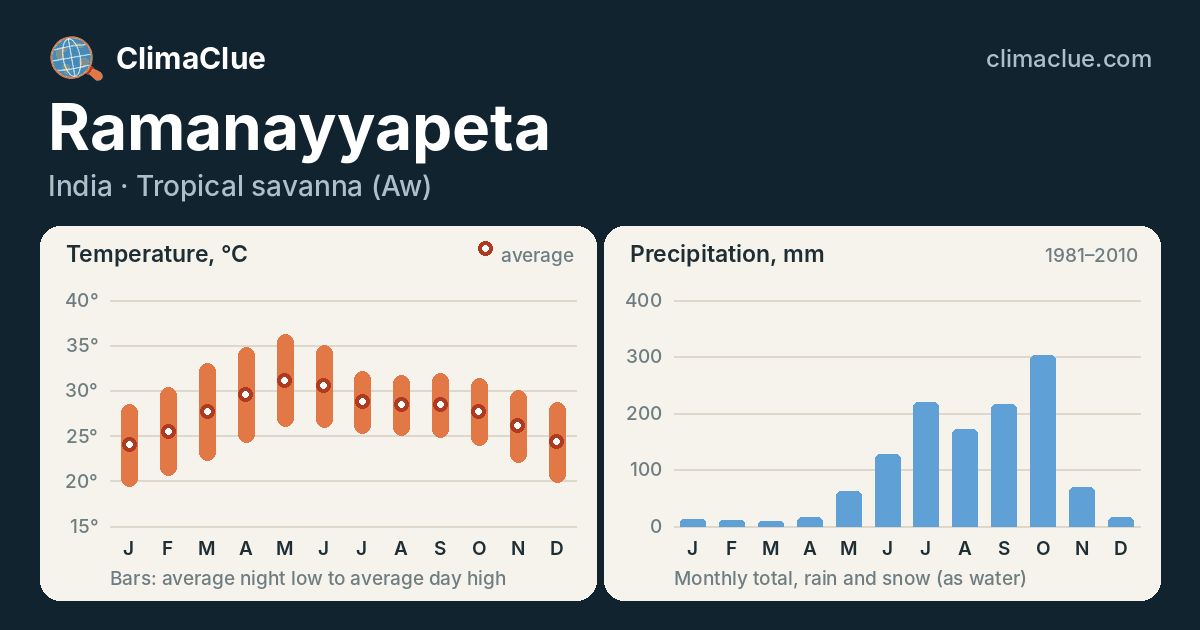 ClimaClue
climaclue.com
Ramanayyapeta
India · Tropical savanna (Aw)
Temperature, °C
average
40°
35°
30°
25°
20°
15°
J F M A M J J A S O N D
Bars: average night low to average day high
Precipitation, mm
1981–2010
400
300
200
100
0
J F M A M J J A S O N D
Monthly total, rain and snow (as water)